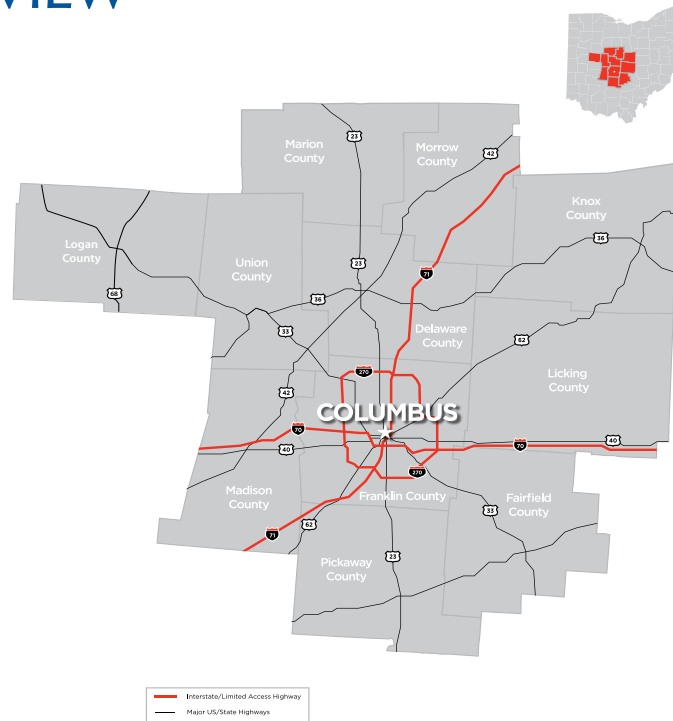 VIEW
Marion
County
23
Morrow
County
42
Knox
County
36
Logan
County
Union
County
23
71
68
36
33
Delaware
County
62
Licking
County
270
42
COLUMBUS
70
40
70
40
270
Madison
County
Franklin County
Fairfield
County
33
62
71
23
Pickaway
County
Interstate/Limited Access Highway
Major US/State Highways